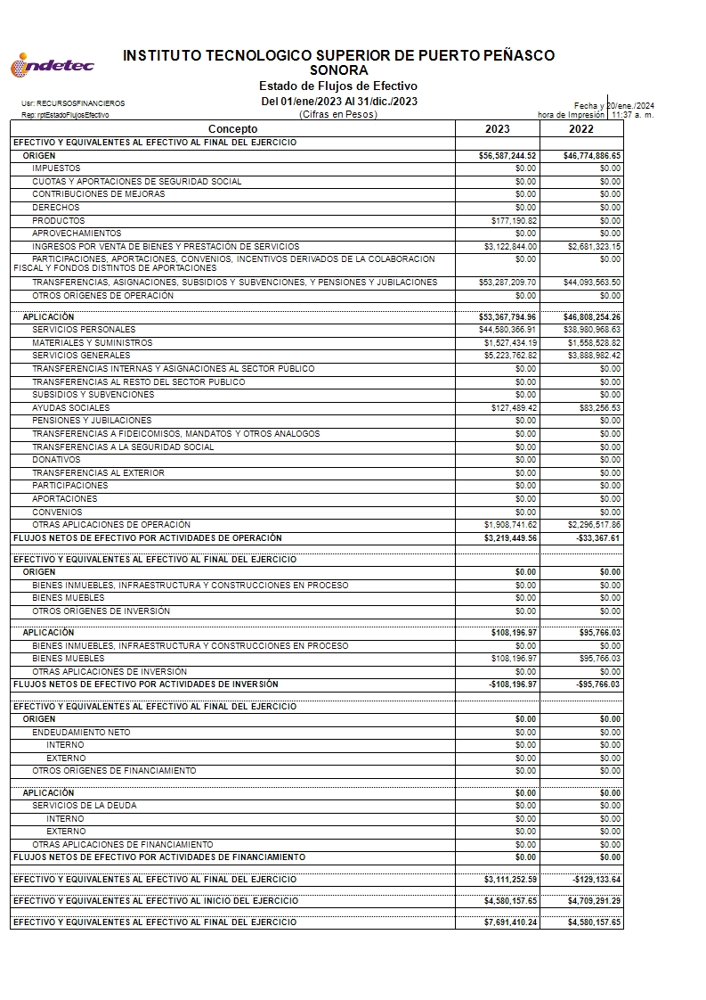 INSTITUTO TECNOLOGICO SUPERIOR DE PUERTO PEÑASCO
SONORA
indetec
Estado de Flujos de Efectivo
Usr: RECURSOSFINANCIEROS
Del 01/ene/2023 Al 31/dic./2023
Fecha y 20/ene./2024
Rep: rptEstadoFlujosEfectivo
(Cifras en Pesos)
hora de Impresión 11:37 a. m.
Concepto 2023 2022
EFECTIVO Y EQUIVALENTES AL EFECTIVO AL FINAL DEL EJERCICIO
ORIGEN $56,587,244.52 $46,774,886.65
IMPUESTOS $0.00 $0.00
CUOTAS Y APORTACIONES DE SEGURIDAD SOCIAL $0.00 $0.00
CONTRIBUCIONES DE MEJORAS $0.00 $0.00
DERECHOS $0.00 $0.00
PRODUCTOS $177,190.82 $0.00
APROVECHAMIENTOS $0.00 $0.00
INGRESOS POR VENTA DE BIENES Y PRESTACIÓN DE SERVICIOS $3,122,844.00 $2,681,323.15
PARTICIPACIONES, APORTACIONES, CONVENIOS, INCENTIVOS DERIVADOS DE LA COLABORACION $0.00 $0.00
FISCAL Y FONDOS DISTINTOS DE APORTACIONES
TRANSFERENCIAS, ASIGNACIONES, SUBSIDIOS Y SUBVENCIONES, Y PENSIONES Y JUBILACIONES $53,287,209.70 $44,093,563.50
OTROS ORÍGENES DE OPERACIÓN $0.00 $0.00
APLICACIÓN $53,367,794.96 $46,808,254.26
SERVICIOS PERSONALES $44,580,366.91 $38,980,968.63
MATERIALES Y SUMINISTROS $1,527,434.19 $1,558,528.82
SERVICIOS GENERALES $5,223,762.82 $3,888,982.42
TRANSFERENCIAS INTERNAS Y ASIGNACIONES AL SECTOR PÚBLICO $0.00 $0.00
TRANSFERENCIAS AL RESTO DEL SECTOR PÚBLICO $0.00 $0.00
SUBSIDIOS Y SUBVENCIONES $0.00 $0.00
AYUDAS SOCIALES $127,489.42 $83,256.53
PENSIONES Y JUBILACIONES $0.00 $0.00
TRANSFERENCIAS A FIDEICOMISOS, MANDATOS Y OTROS ANALOGOS $0.00 $0.00
TRANSFERENCIAS A LA SEGURIDAD SOCIAL $0.00 $0.00
DONATIVOS $0.00 $0.00
TRANSFERENCIAS AL EXTERIOR $0.00 $0.00
PARTICIPACIONES $0.00 $0.00
APORTACIONES $0.00 $0.00
CONVENIOS $0.00 $0.00
OTRAS APLICACIONES DE OPERACIÓN $1,908,741.62 $2,296,517.86
FLUJOS NETOS DE EFECTIVO POR ACTIVIDADES DE OPERACIÓN $3,219,449.56 -$33,367.61
EFECTIVO Y EQUIVALENTES AL EFECTIVO AL FINAL DEL EJERCICIO
ORIGEN $0.00 $0.00
BIENES INMUEBLES, INFRAESTRUCTURA Y CONSTRUCCIONES EN PROCESO $0.00 $0.00
BIENES MUEBLES $0.00 $0.00
OTROS ORÍGENES DE INVERSIÓN $0.00 $0.00
APLICACIÓN $108,196.97 $95,766.03
BIENES INMUEBLES, INFRAESTRUCTURA Y CONSTRUCCIONES EN PROCESO $0.00 $0.00
BIENES MUEBLES $108,196.97 $95,766.03
OTRAS APLICACIONES DE INVERSIÓN $0.00 $0.00
FLUJOS NETOS DE EFECTIVO POR ACTIVIDADES DE INVERSIÓN -$108,196.97 -$95,766.03
EFECTIVO Y EQUIVALENTES AL EFECTIVO AL FINAL DEL EJERCICIO
ORIGEN $0.00 $0.00
ENDEUDAMIENTO NETO $0.00 $0.00
INTERNO $0.00 $0.00
EXTERNO $0.00 $0.00
OTROS ORÍGENES DE FINANCIAMIENTO $0.00 $0.00
APLICACIÓN $0.00 $0.00
SERVICIOS DE LA DEUDA $0.00 $0.00
INTERNO $0.00 $0.00
EXTERNO $0.00 $0.00
OTRAS APLICACIONES DE FINANCIAMIENTO $0.00 $0.00
FLUJOS NETOS DE EFECTIVO POR ACTIVIDADES DE FINANCIAMIENTO $0.00 $0.00
EFECTIVO Y EQUIVALENTES AL EFECTIVO AL FINAL DEL EJERCICIO $3,111,252.59 -$129,133.64
EFECTIVO Y EQUIVALENTES AL EFECTIVO AL INICIO DEL EJERCICIO $4,580,157.65 $4,709,291.29
EFECTIVO Y EQUIVALENTES AL EFECTIVO AL FINAL DEL EJERCICIO $7,691,410.24 $4,580,157.65